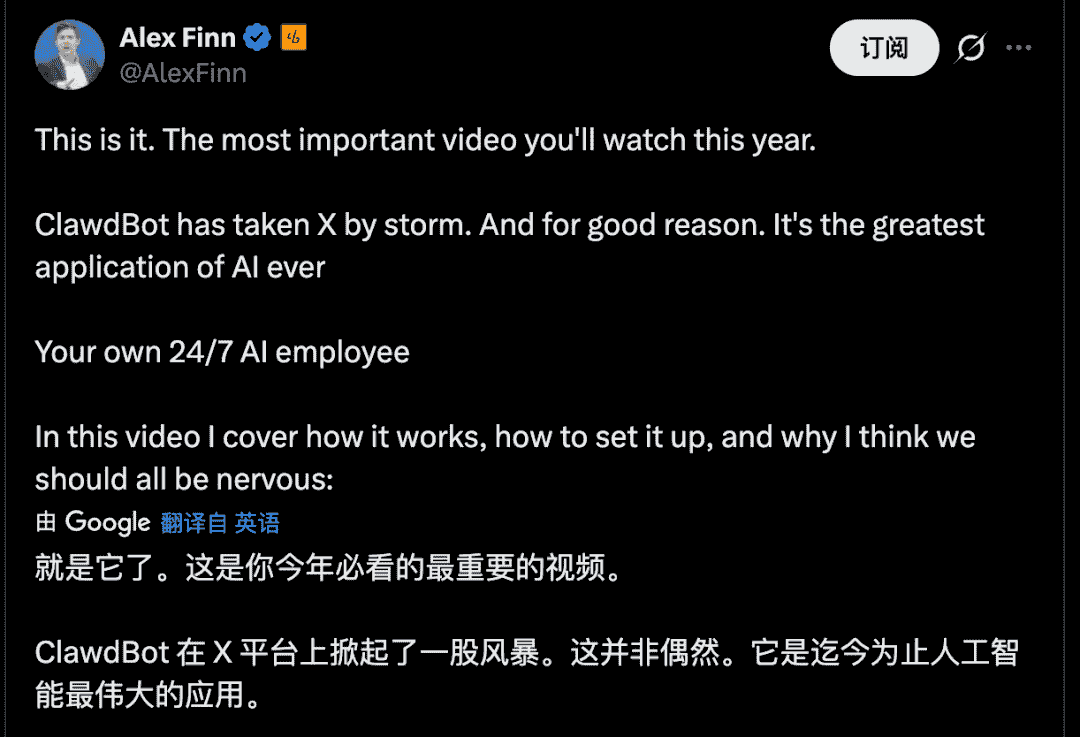 Alex Finn
@AlexFinn
订阅
This is it. The most important video you'll watch this year.
ClawdBot has taken X by storm. And for good reason. It's the greatest
application of AI ever
Your own 24/7 AI employee
In this video I cover how it works, how to set it up, and why I think we
should all be nervous:
由 Google 翻译自 英语
就是它了。这是你今年必看的最重要的视频。
ClawdBot 在 X 平台上掀起了一股风暴。这并非偶然。它是迄今为止人工智
能最伟大的应用。